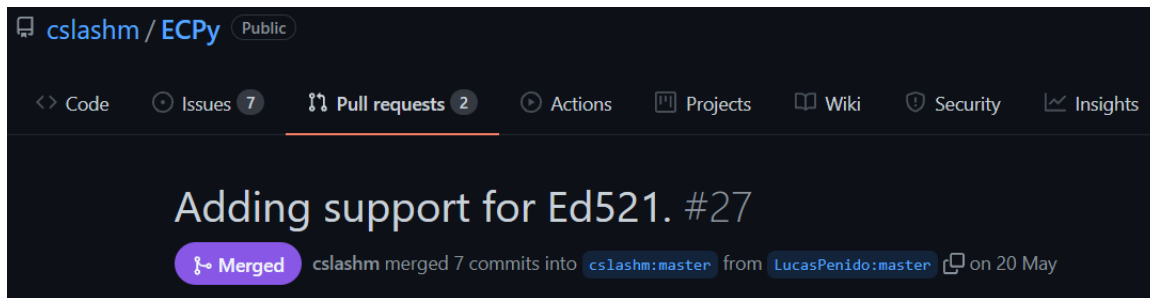 cslashm / ECPy Public
Code Issues 7 Pull requests 2 Actions Projects Wiki Security Insights
Adding support for Ed521. #27
Merged cslashm merged 7 commits into cslashm:master from LucasPenido:master on 20 May